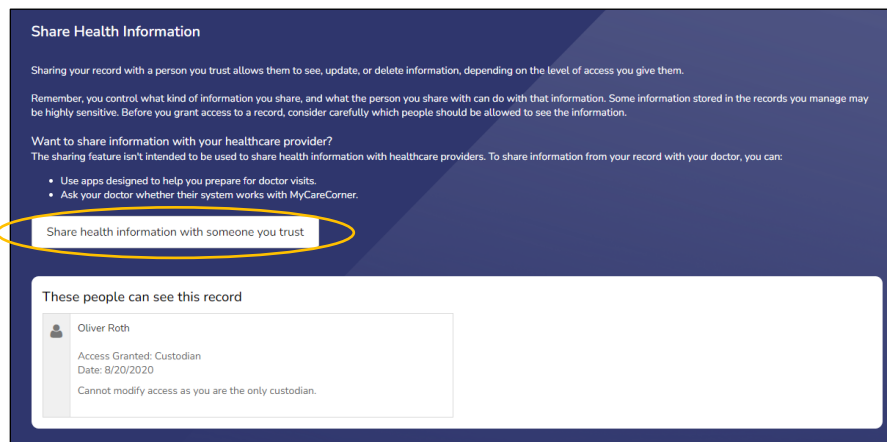 Share Health Information
Sharing your record with a person you trust allows them to see, update, or delete information, depending on the level of access you give them.
Remember, you control what kind of information you share, and what the person you share with can do with that information. Some information stored in the records you manage may
be highly sensitive. Before you grant access to a record, consider carefully which people should be allowed to see the information.
Want to share information with your healthcare provider?
The sharing feature isn't intended to be used to share health information with healthcare providers. To share information from your record with your doctor, you can:
• Use apps designed to help you prepare for doctor visits.
• Ask your doctor whether their system works with MyCareCorner.
Share health information with someone you trust
These people can see this record
Oliver Roth
Access Granted: Custodian
Date: 8/20/2020
Cannot modify access as you are the only custodian.